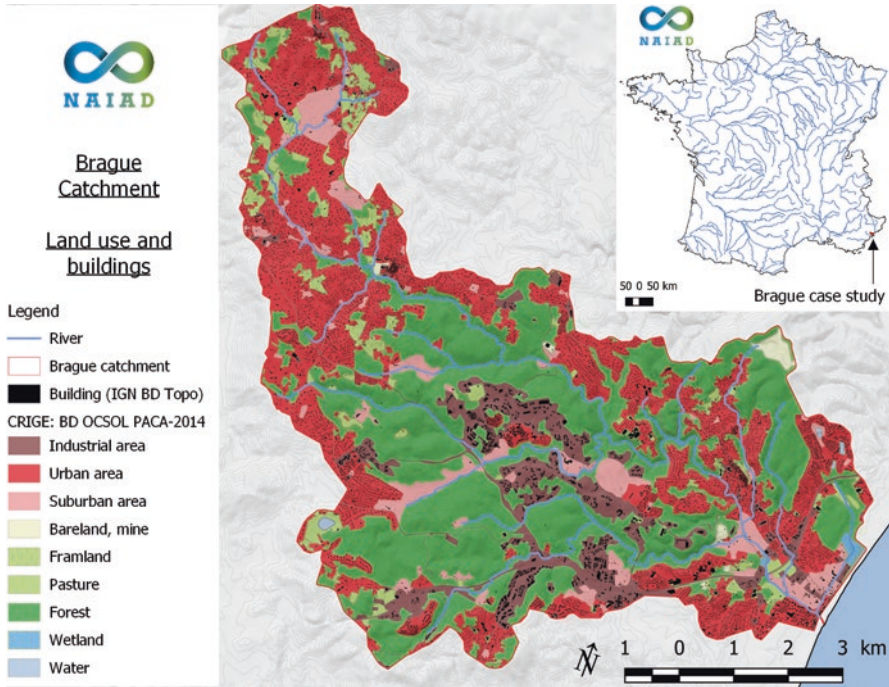 NAIAD
Brague
Catchment
Land use and
buildings
Legend
River
Brague catchment
Building (IGN BD Topo)
CRIGE: BD OCSOL PACA-2014
Industrial area
Urban area
Suburban area
Bareland, mine
Framland
Pasture
Forest
Wetland
Water
NAIAD
50 0 50 km
Brague case study
N
1 0 1 2 3 km